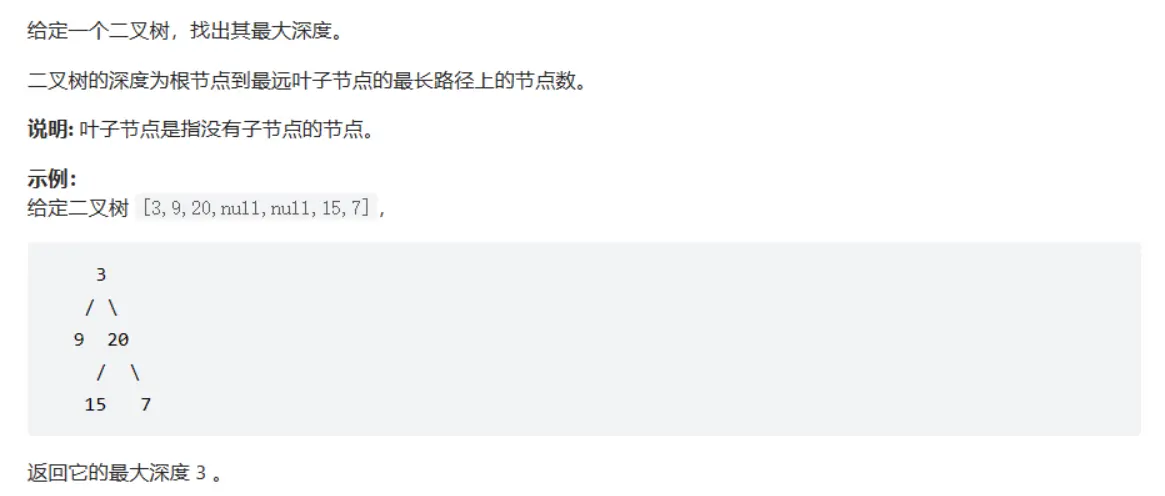 给定一个二叉树，找出其最大深度。
二叉树的深度为根节点到最远叶子节点的最长路径上的节点数。
说明: 叶子节点是指没有子节点的节点。
示例：
给定二叉树 [3,9,20,null,null,15,7]，
3
/ \
9 20
/ \
15 7
返回它的最大深度 3 。